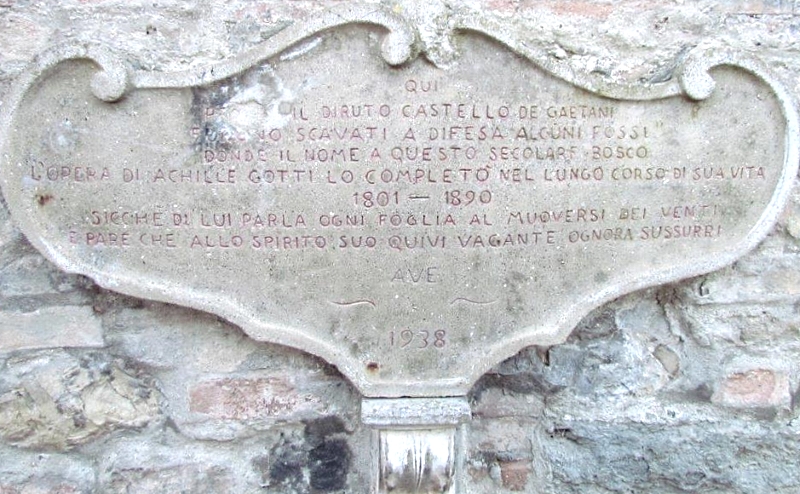 QUI
IL DIRUTO CASTELLO DE GAETANI
SCAVATI A DIFESA ALCUNI FOSSI
DONDE IL NOME A QUESTO SECOLARE BOSCO
L'OPERA DI ACHILLE GOTTI LO COMPLETÒ NEL LUNGO CORSO DI SUA VITA
1801 — 1890
SICCHÈ DI LUI PARLA OGNI FOGLIA AL MUOVERSI DEI VENTI
E PARE CHE ALLO SPIRITO SUO QUIVI VAGANTE OGNORA SUSSURRI
AVE
1938